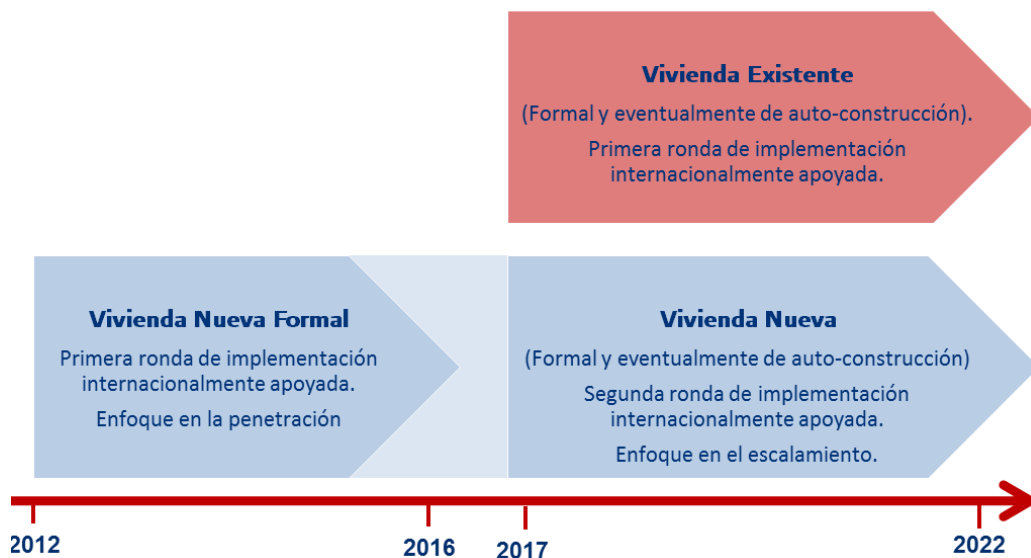 Vivienda Existente
(Formal y eventualmente de auto-construcción).
Primera ronda de implementación
internacionalmente apoyada.
Vivienda Nueva Formal
Primera ronda de implementación
internacionalmente apoyada.
Enfoque en la penetración
Vivienda Nueva
(Formal y eventualmente de auto-construcción)
Segunda ronda de implementación
internacionalmente apoyada.
Enfoque en el escalamiento.
2012
2016
2017
2022